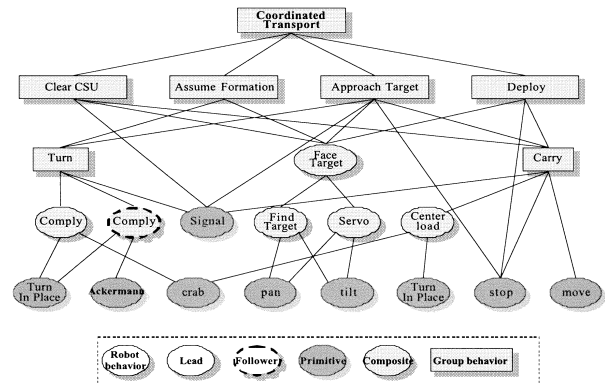 Coordinated
Transport
Clear CSU
Assume Formation
Approach Target
Deploy
Turn
Face
Target
Carry
Comply
Comply
Signal
Find
Target
Servo
Center
load
Turn
In Place
Ackermann
crab
pan
tilt
Turn
In Place
stop
move
Robot
behavior
Lead
Follower
Primitive
Composite
Group behavior